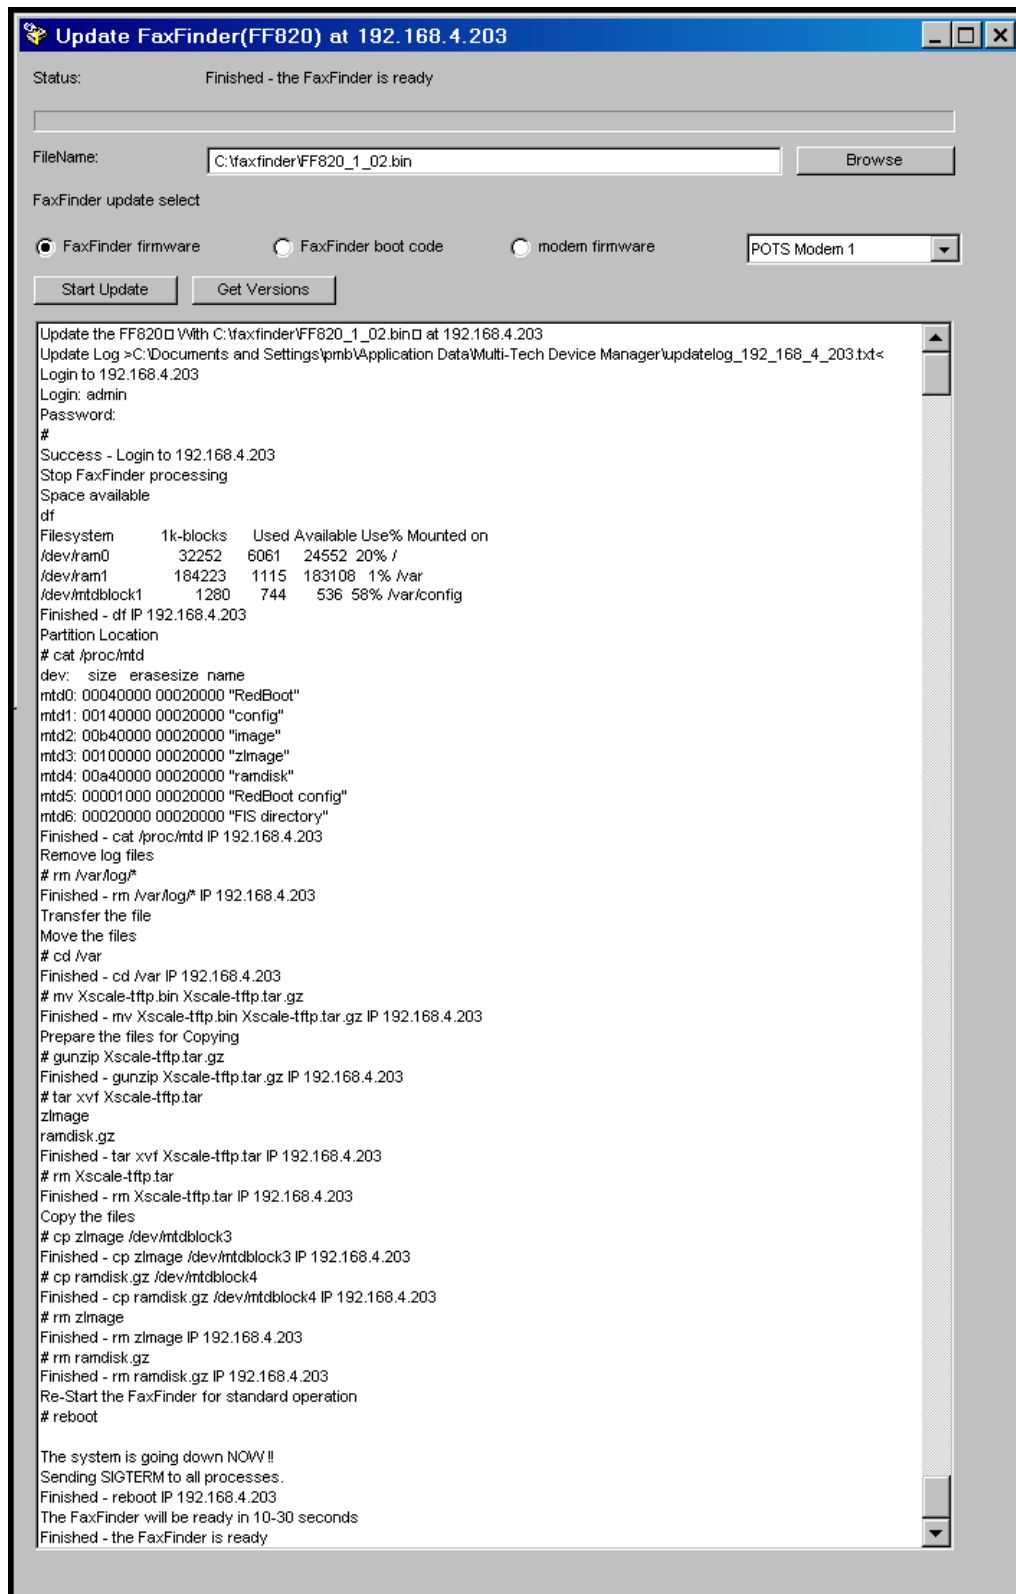 Update FaxFinder(FF820) at 192.168.4.203
Status: Finished - the FaxFinder is ready
FileName: C:\faxfinder\FF820_1_02.bin Browse
FaxFinder update select
FaxFinder firmware FaxFinder boot code modem firmware POTS Modem 1
Start Update Get Versions
Update the FF820□ With C:\faxfinder\FF820_1_02.bin□ at 192.168.4.203
Update Log >C:\Documents and Settings\pmb\Application Data\Multi-Tech Device Manager\updatelog_192_168_4_203.txt<
Login to 192.168.4.203
Login: admin
Password:
#
Success - Login to 192.168.4.203
Stop FaxFinder processing
Space available
df
Filesystem 1k-blocks Used Available Use% Mounted on
/dev/ram0 32252 6061 24552 20% /
/dev/ram1 184223 1115 183108 1% /var
/dev/mtdblock1 1280 744 536 58% /var/config
Finished - df IP 192.168.4.203
Partition Location
# cat /proc/mtd
dev: size erasesize name
mtd0: 00040000 00020000 "RedBoot"
mtd1: 00140000 00020000 "config"
mtd2: 00b40000 00020000 "image"
mtd3: 00100000 00020000 "zImage"
mtd4: 00a40000 00020000 "ramdisk"
mtd5: 00001000 00020000 "RedBoot config"
mtd6: 00020000 00020000 "FIS directory"
Finished - cat /proc/mtd IP 192.168.4.203
Remove log files
# rm /var/log/*
Finished - rm /var/log/* IP 192.168.4.203
Transfer the file
Move the files
# cd /var
Finished - cd /var IP 192.168.4.203
# mv Xscale-tftp.bin Xscale-tftp.tar.gz
Finished - mv Xscale-tftp.bin Xscale-tftp.tar.gz IP 192.168.4.203
Prepare the files for Copying
# gunzip Xscale-tftp.tar.gz
Finished - gunzip Xscale-tftp.tar.gz IP 192.168.4.203
# tar xvf Xscale-tftp.tar
zImage
ramdisk.gz
Finished - tar xvf Xscale-tftp.tar IP 192.168.4.203
# rm Xscale-tftp.tar
Finished - rm Xscale-tftp.tar IP 192.168.4.203
Copy the files
# cp zImage /dev/mtdblock3
Finished - cp zImage /dev/mtdblock3 IP 192.168.4.203
# cp ramdisk.gz /dev/mtdblock4
Finished - cp ramdisk.gz /dev/mtdblock4 IP 192.168.4.203
# rm zImage
Finished - rm zImage IP 192.168.4.203
# rm ramdisk.gz
Finished - rm ramdisk.gz IP 192.168.4.203
Re-Start the FaxFinder for standard operation
# reboot
The system is going down NOW !!
Sending SIGTERM to all processes.
Finished - reboot IP 192.168.4.203
The FaxFinder will be ready in 10-30 seconds
Finished - the FaxFinder is ready